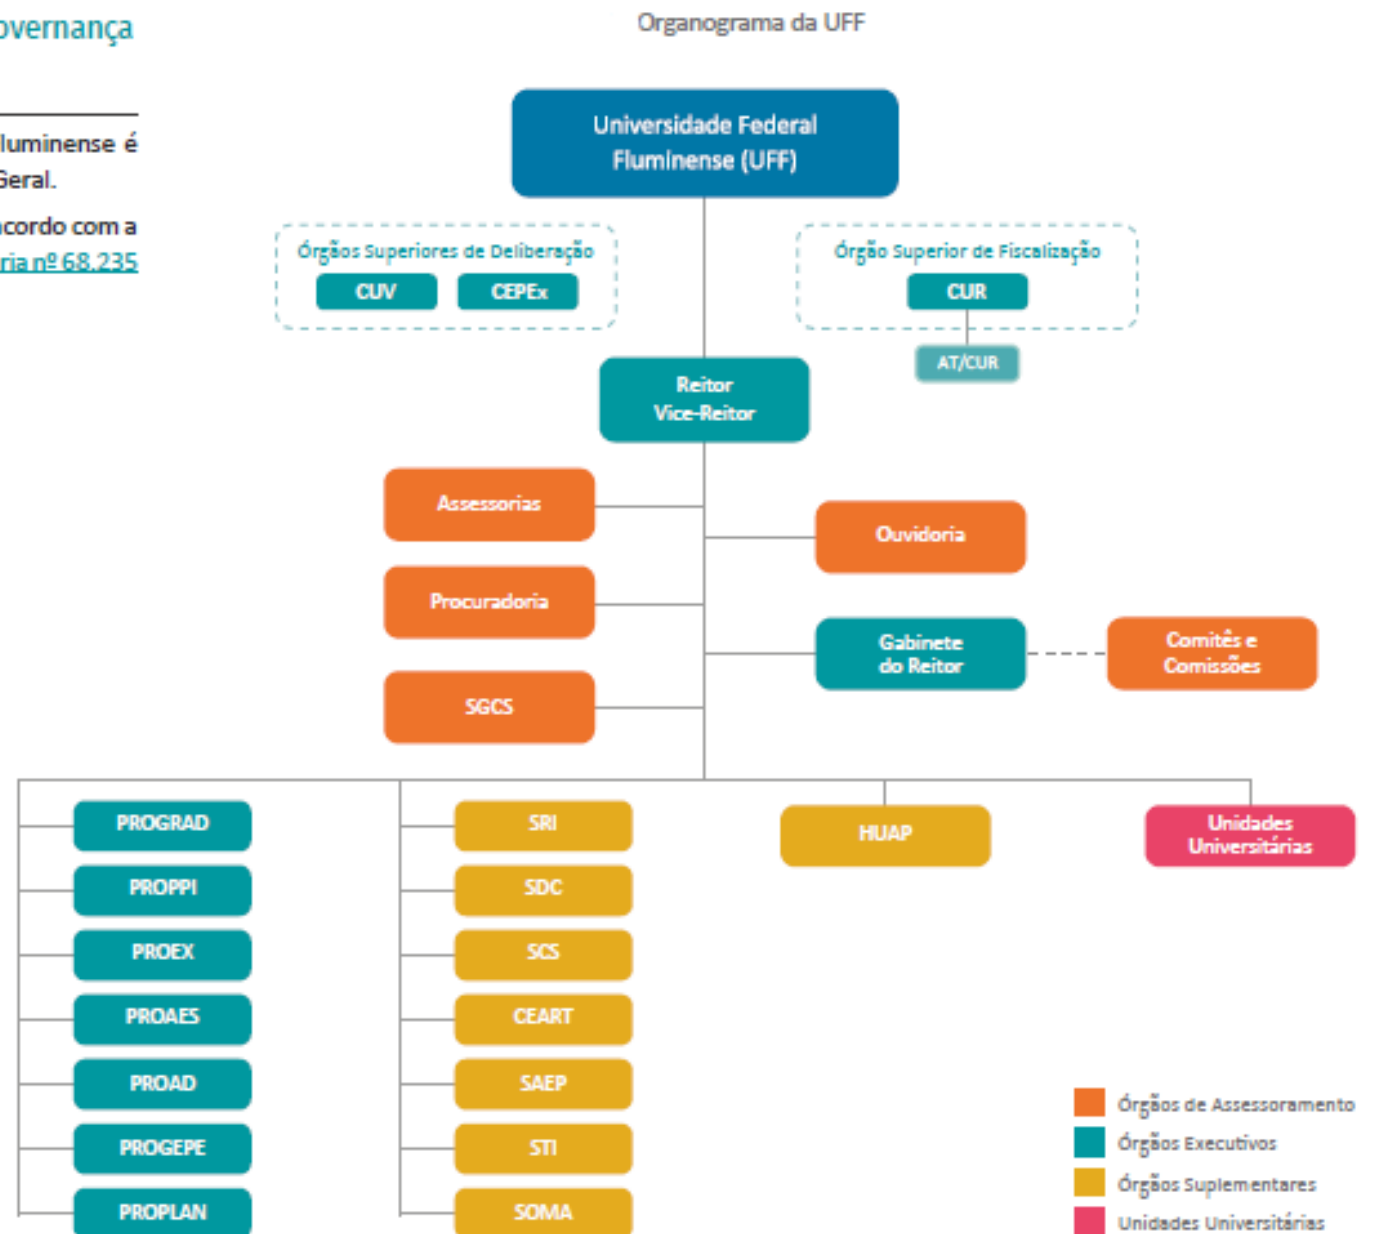 overnança
luminense é
Geral.
acordo com a
ria nº 68.235
Organograma da UFF
Universidade Federal
Fluminense (UFF)
Órgãos Superiores de Deliberação
CUV
CEPEx
Órgão Superior de Fiscalização
CUR
AT/CUR
Reitor
Vice-Reitor
Assessorias
Ouvidoria
Procuradoria
Gabinete
do Reitor
Comitês e
Comissões
SGCS
PROGRAD
PROPPI
PROEX
PROAES
PROAD
PROGEPE
PROPLAN
SRI
SDC
SCS
CEART
SAEP
STI
SOMA
HUAP
Unidades
Universitárias
Órgãos de Assessoramento
Órgãos Executivos
Órgãos Suplementares
Unidades Universitárias